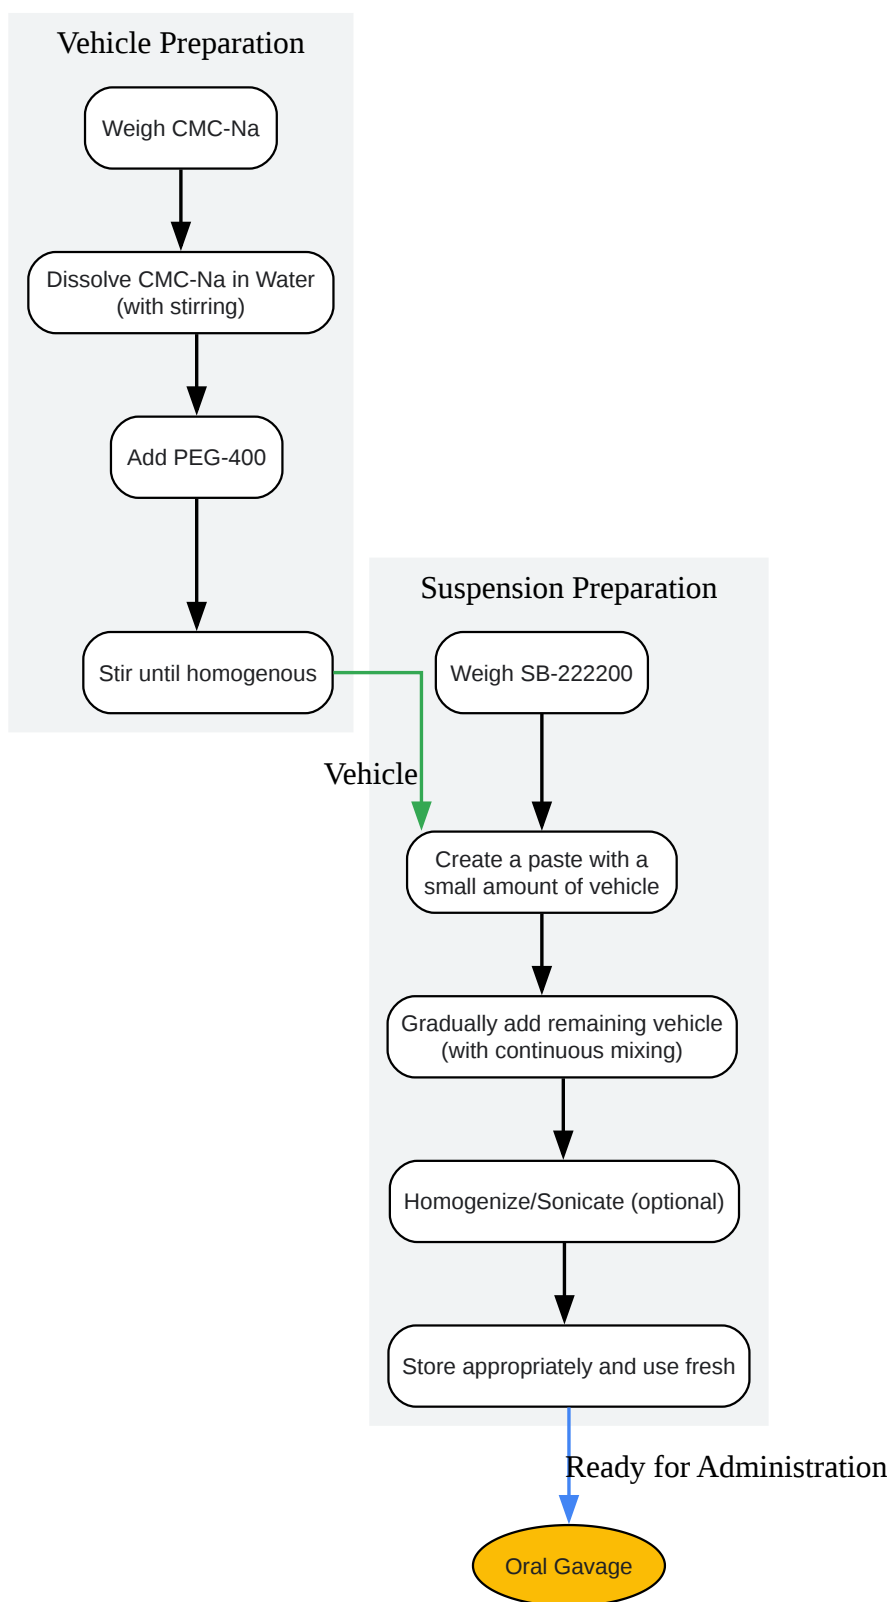 Vehicle Preparation
Weigh CMC-Na
Dissolve CMC-Na in Water
(with stirring)
Add PEG-400
Stir until homogenous
Vehicle
Suspension Preparation
Weigh SB-222200
Create a paste with a
small amount of vehicle
Gradually add remaining vehicle
(with continuous mixing)
Homogenize/Sonicate (optional)
Store appropriately and use fresh
Ready for Administration
Oral Gavage